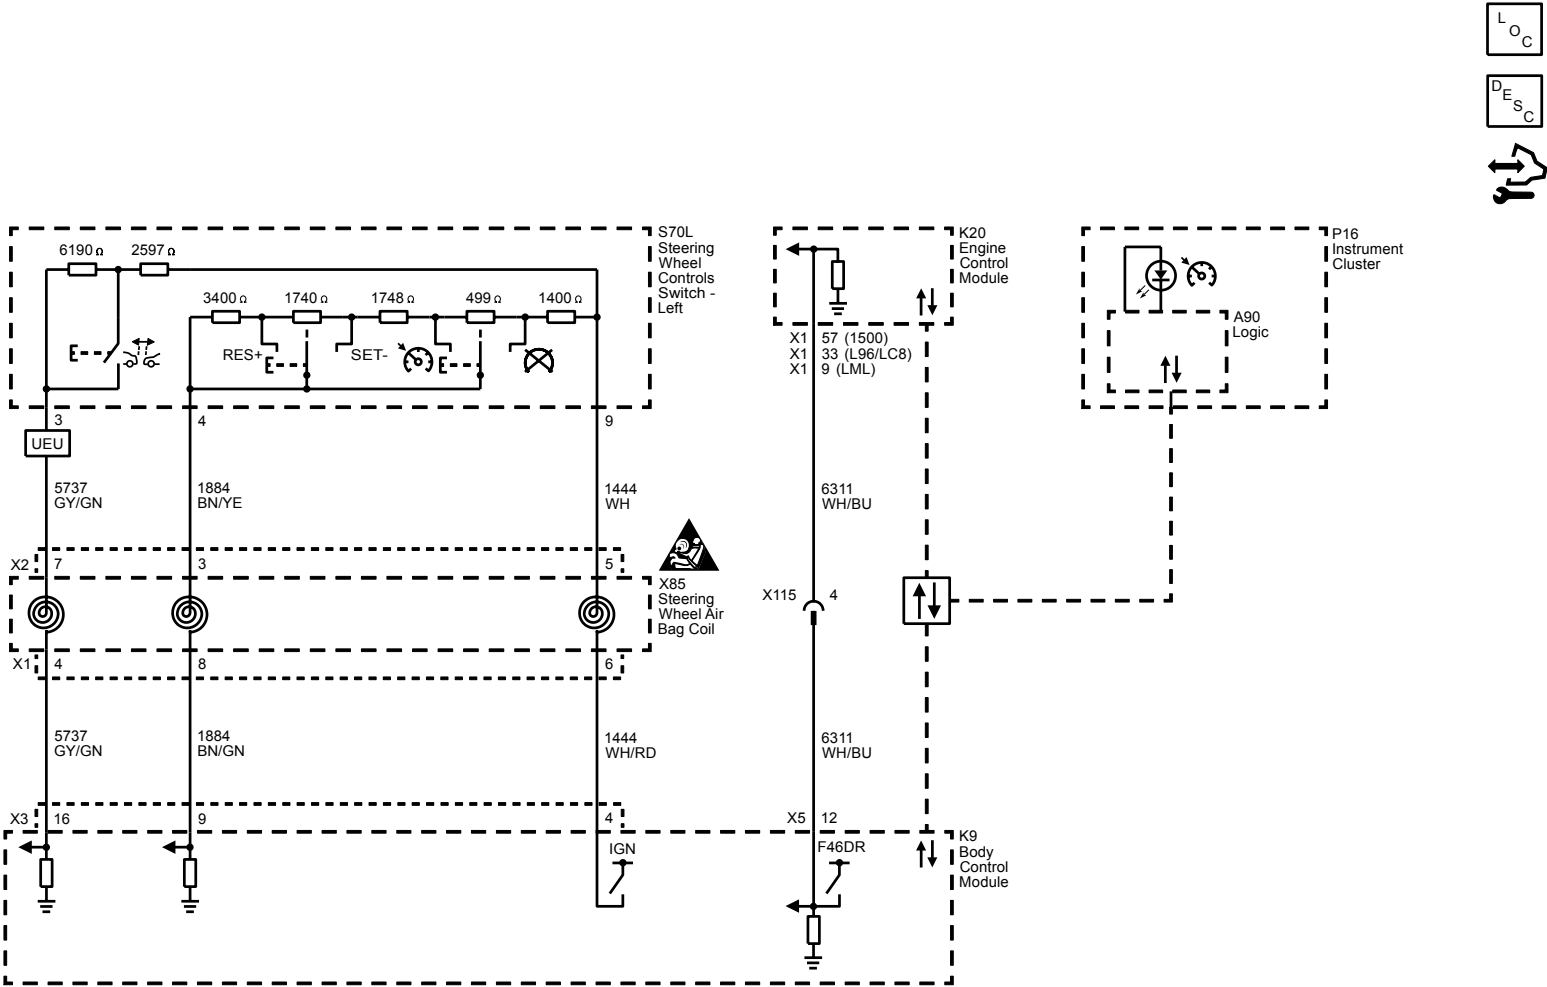 LOC
DESC
6190 Ω 2597 Ω
3400 Ω 1740 Ω 1748 Ω 499 Ω 1400 Ω
RES+ SET-
S70L
Steering
Wheel
Controls
Switch -
Left
K20
Engine
Control
Module
P16
Instrument
Cluster
A90
Logic
X1 57 (1500)
X1 33 (L96/LC8)
X1 9 (LML)
3 4 9
UEU
5737
GY/GN
1884
BN/YE
1444
WH
6311
WH/BU
X2 7 3 5
X85
Steering
Wheel Air
Bag Coil
X115 4
X1 4 8 6
5737
GY/GN
1884
BN/GN
1444
WH/RD
6311
WH/BU
X3 16 9 4 X5 12
IGN F46DR
K9
Body
Control
Module